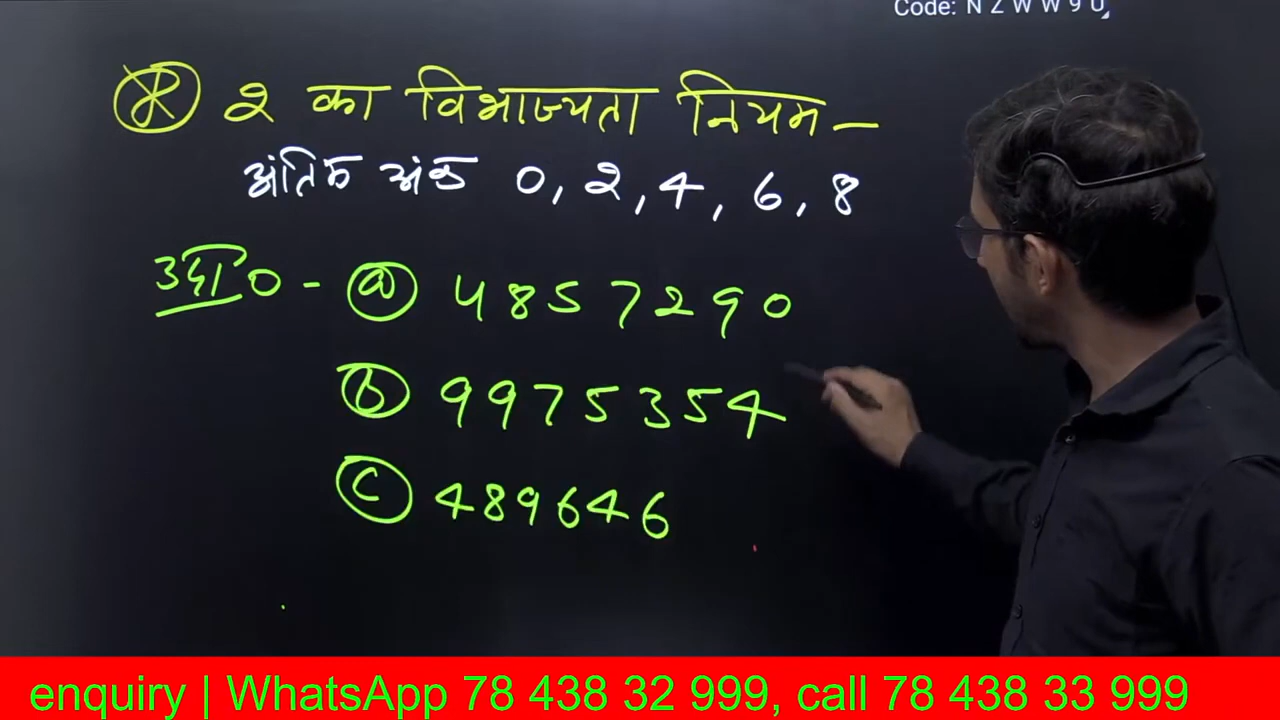 Code: N Z W W 9 U
2 का विभाज्यता नियम -
अंतिम अंक 0, 2, 4, 6, 8
उदा0 - (a) 4857290
(b) 9975354
(c) 489646
enquiry | WhatsApp 78 438 32 999, call 78 438 33 999